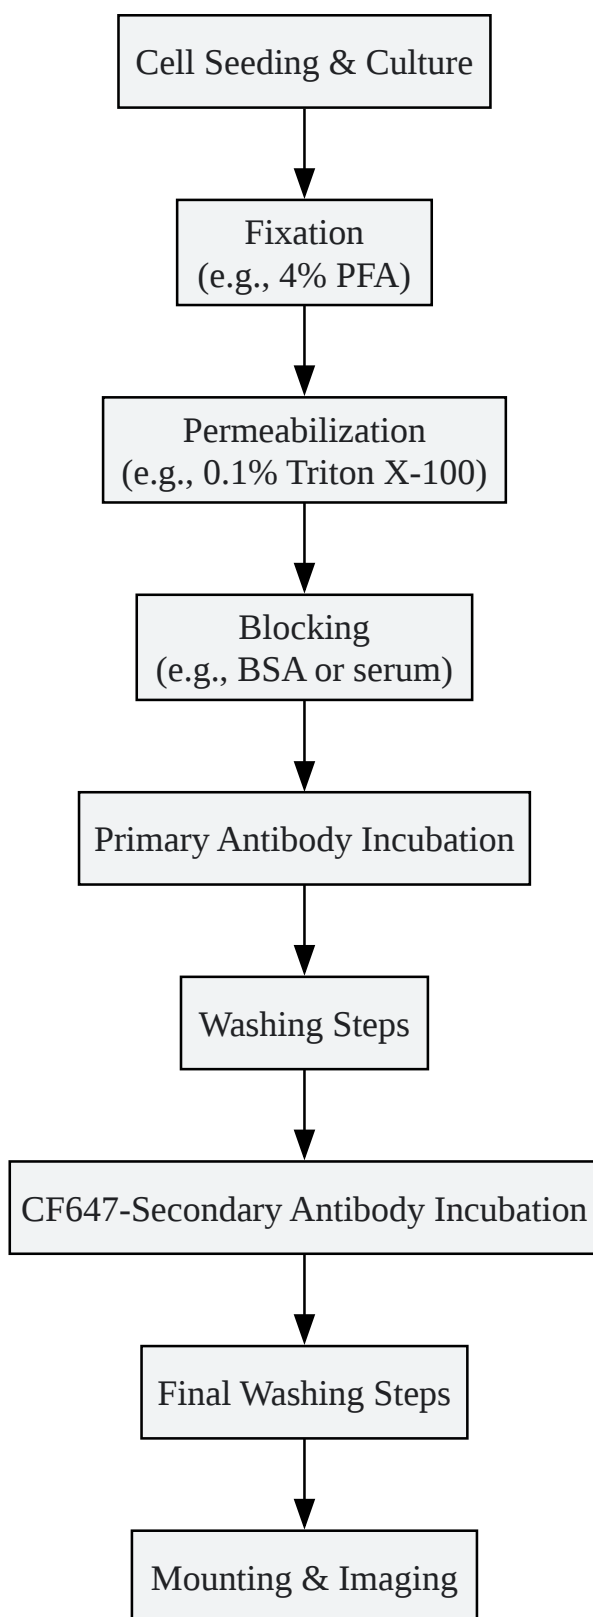 Cell Seeding & Culture
Fixation
(e.g., 4% PFA)
Permeabilization
(e.g., 0.1% Triton X-100)
Blocking
(e.g., BSA or serum)
Primary Antibody Incubation
Washing Steps
CF647-Secondary Antibody Incubation
Final Washing Steps
Mounting & Imaging